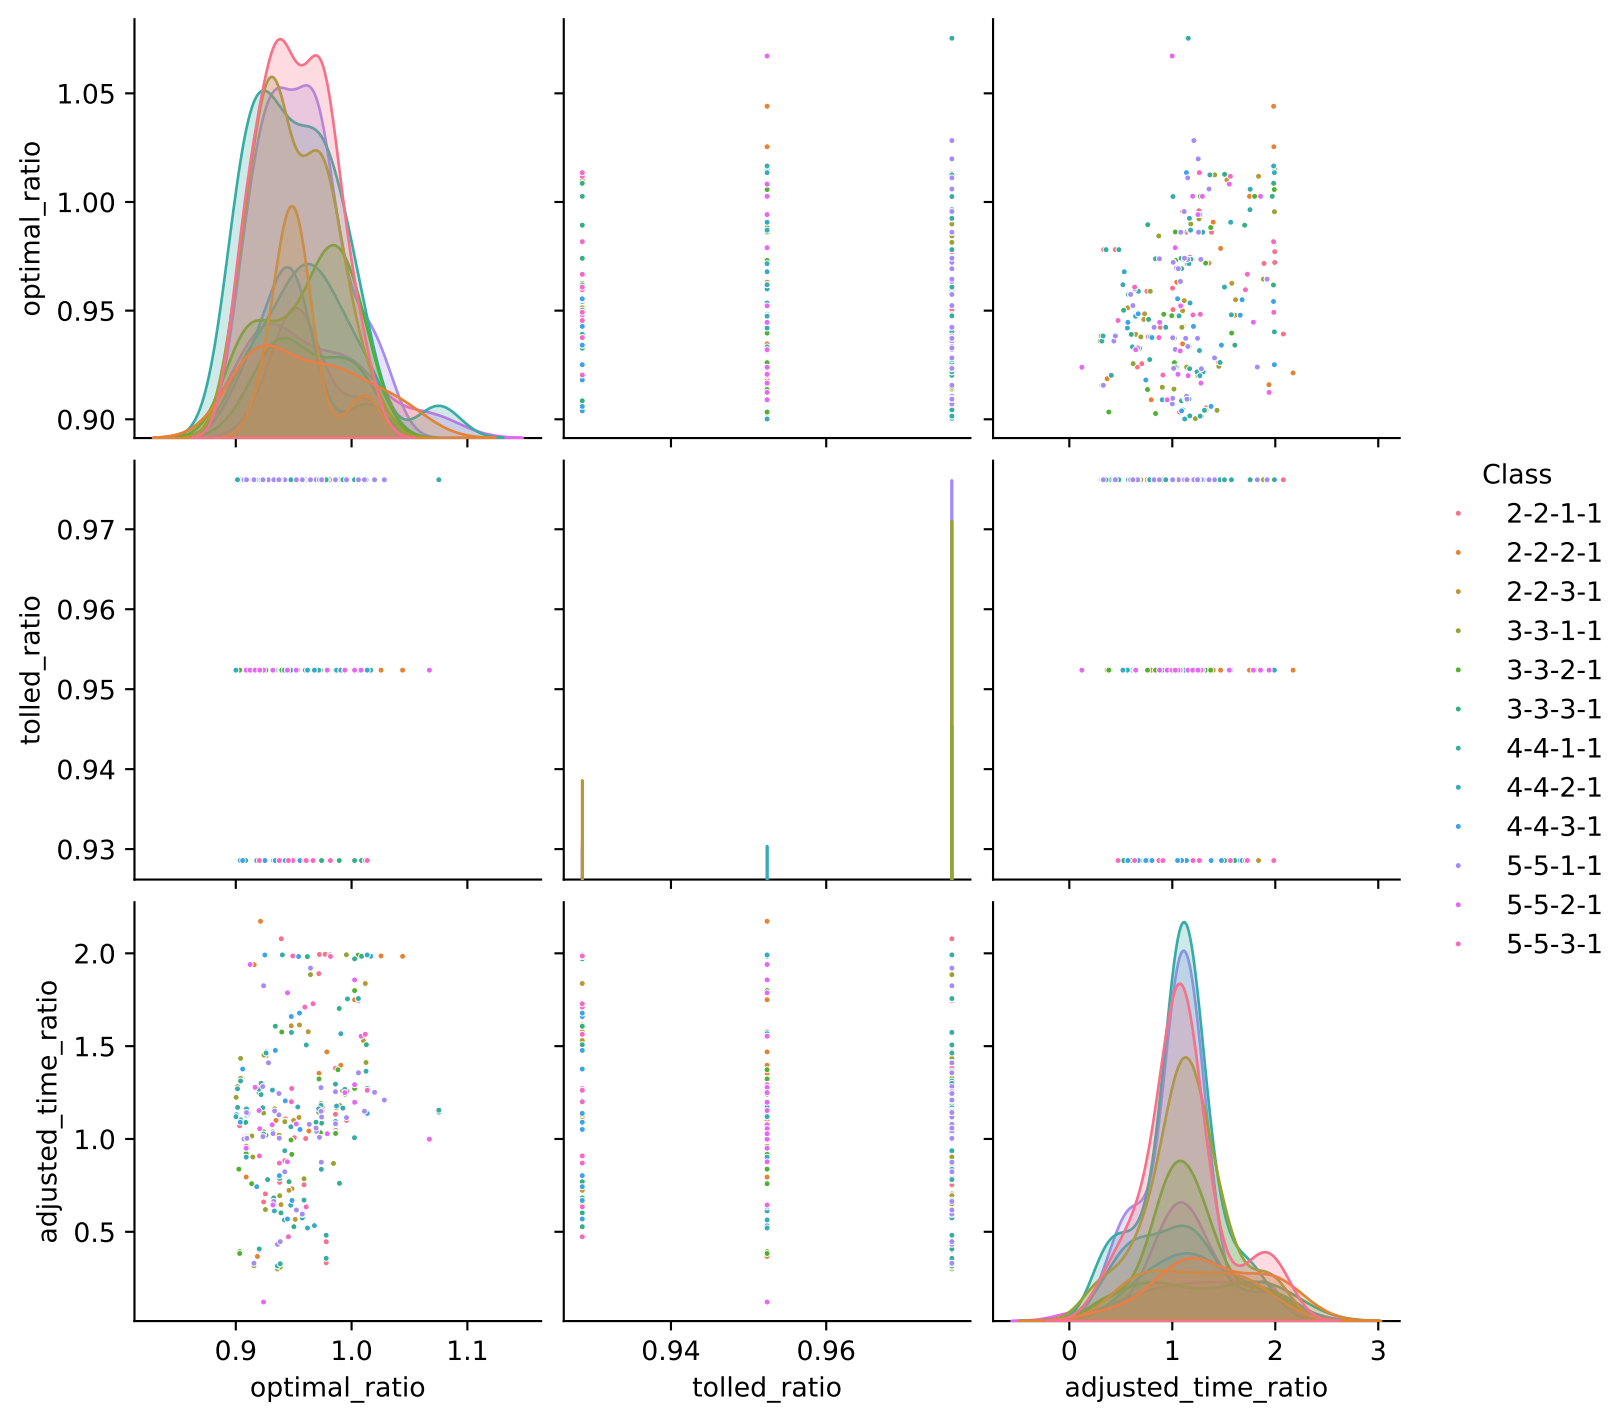 optimal_ratio
1.05
1.00
0.95
0.90
tolled_ratio
0.97
0.96
0.95
0.94
0.93
adjusted_time_ratio
2.0
1.5
1.0
0.5
0.9 1.0 1.1
optimal_ratio
0.94 0.96
tolled_ratio
0 1 2 3
adjusted_time_ratio
Class
2-2-1-1
2-2-2-1
2-2-3-1
3-3-1-1
3-3-2-1
3-3-3-1
4-4-1-1
4-4-2-1
4-4-3-1
5-5-1-1
5-5-2-1
5-5-3-1